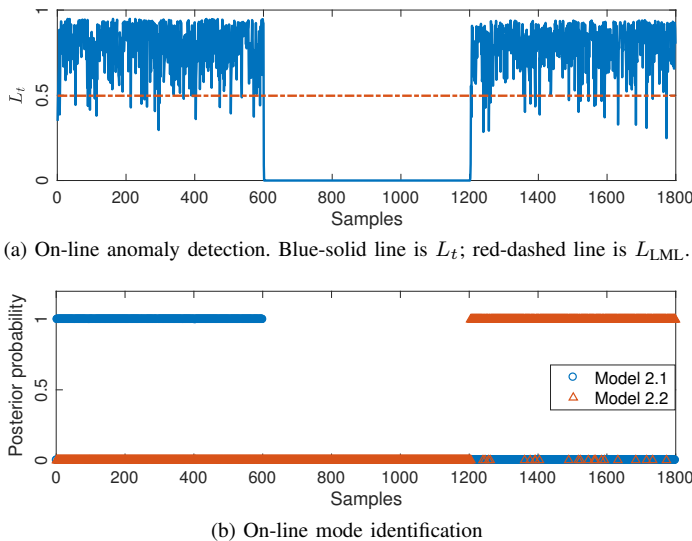 1
0.5
0
L_t
0 200 400 600 800 1000 1200 1400 1600 1800
Samples
(a) On-line anomaly detection. Blue-solid line is L_t; red-dashed line is L_LML.
1
0.5
0
Posterior probability
Model 2.1
Model 2.2
0 200 400 600 800 1000 1200 1400 1600 1800
Samples
(b) On-line mode identification